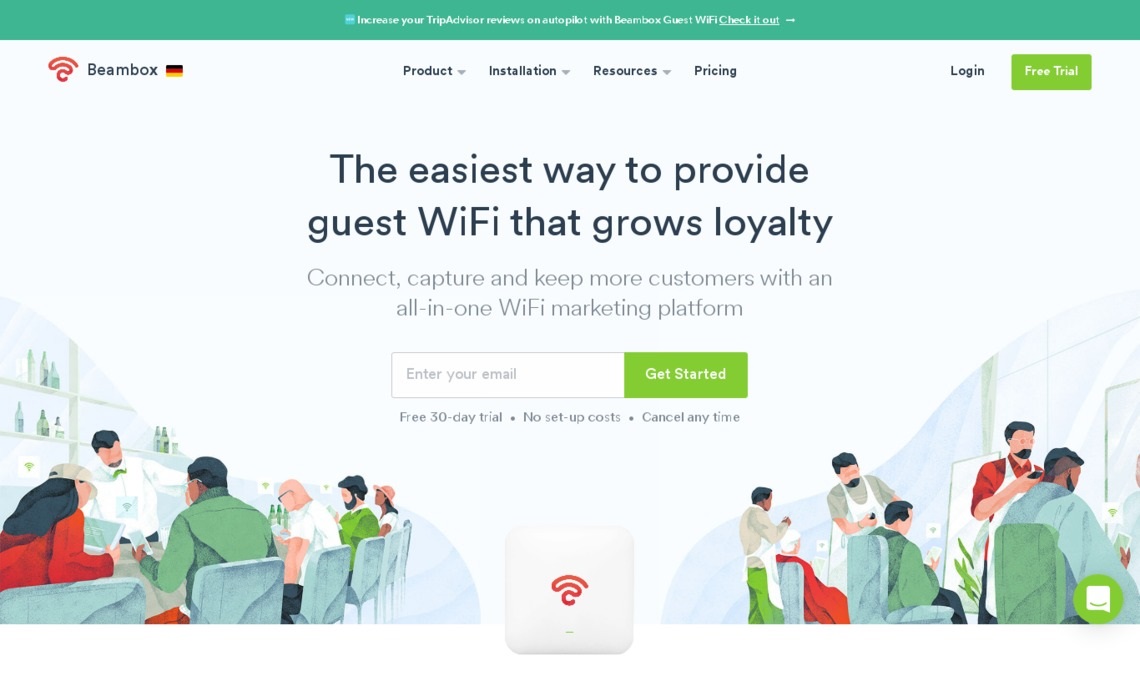 Increase your TripAdvisor reviews on autopilot with Beambox Guest WiFi Check it out →
Beambox
Product
Installation
Resources
Pricing
Login
Free Trial
The easiest way to provide
guest WiFi that grows loyalty
Connect, capture and keep more customers with an
all-in-one WiFi marketing platform
Enter your email
Get Started
Free 30-day trial • No set-up costs • Cancel any time